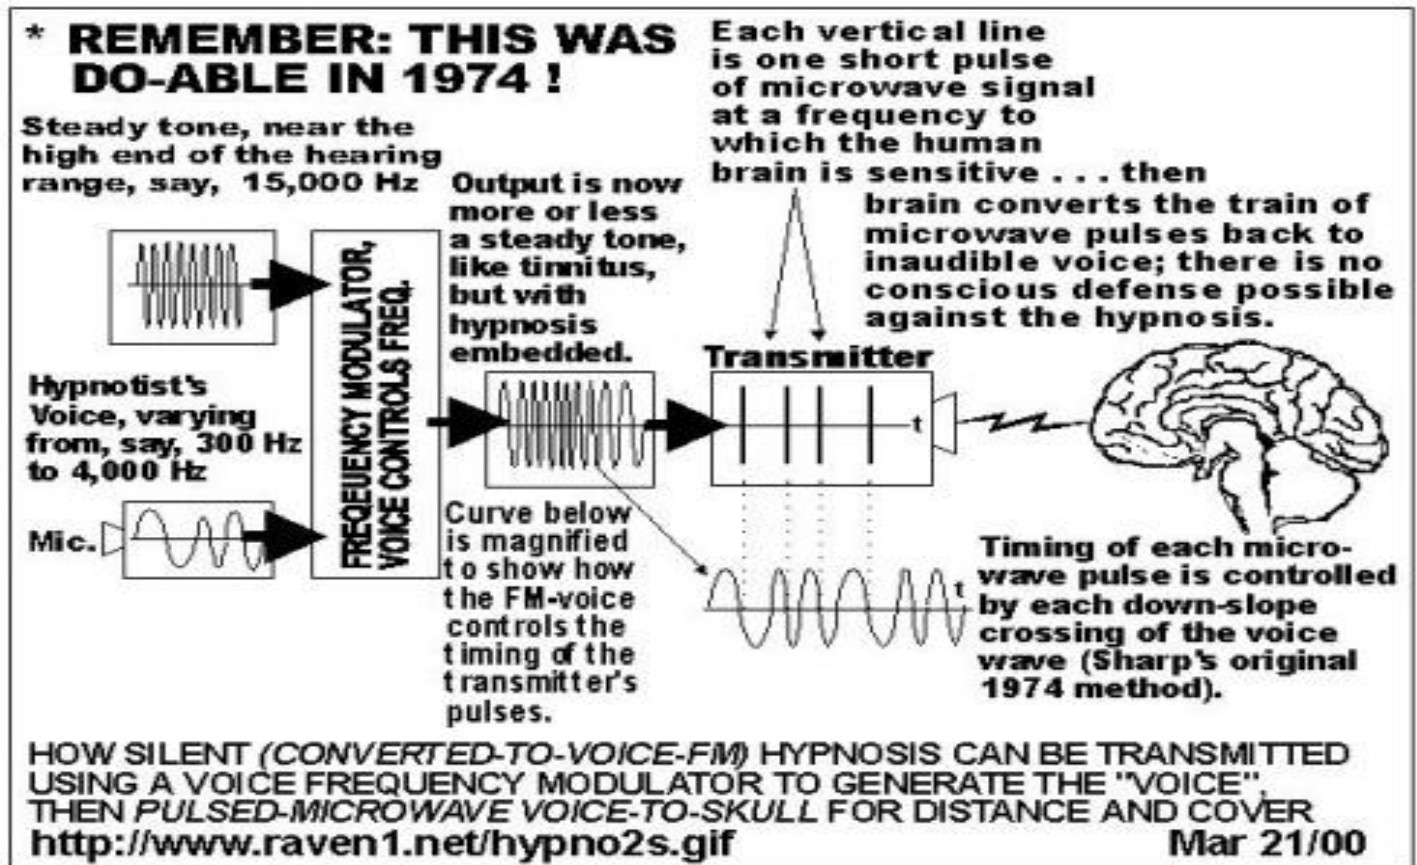 * REMEMBER: THIS WAS
DO-ABLE IN 1974 !
Steady tone, near the
high end of the hearing
range, say, 15,000 Hz
Hypnotist's
Voice, varying
from, say, 300 Hz
to 4,000 Hz
Mic.
FREQEUENCY MODULATOR,
VOICE CONTROLS FREQ.
Output is now
more or less
a steady tone,
like tinnitus,
but with
hypnosis
embedded.
Curve below
is magnified
to show how
the FM-voice
controls the
timing of the
transmitter's
pulses.
Each vertical line
is one short pulse
of microwave signal
at a frequency to
which the human
brain is sensitive . . . then
brain converts the train of
microwave pulses back to
inaudible voice; there is no
conscious defense possible
against the hypnosis.
Transmitter
t
t
Timing of each micro-
wave pulse is controlled
by each down-slope
crossing of the voice
wave (Sharp's original
1974 method).
HOW SILENT (CONVERTED-TO-VOICE-FM) HYPNOSIS CAN BE TRANSMITTED
USING A VOICE FREQUENCY MODULATOR TO GENERATE THE "VOICE",
THEN PULSED-MICROWAVE VOICE-TO-SKULL FOR DISTANCE AND COVER
http://www.raven1.net/hypno2s.gif Mar 21/00